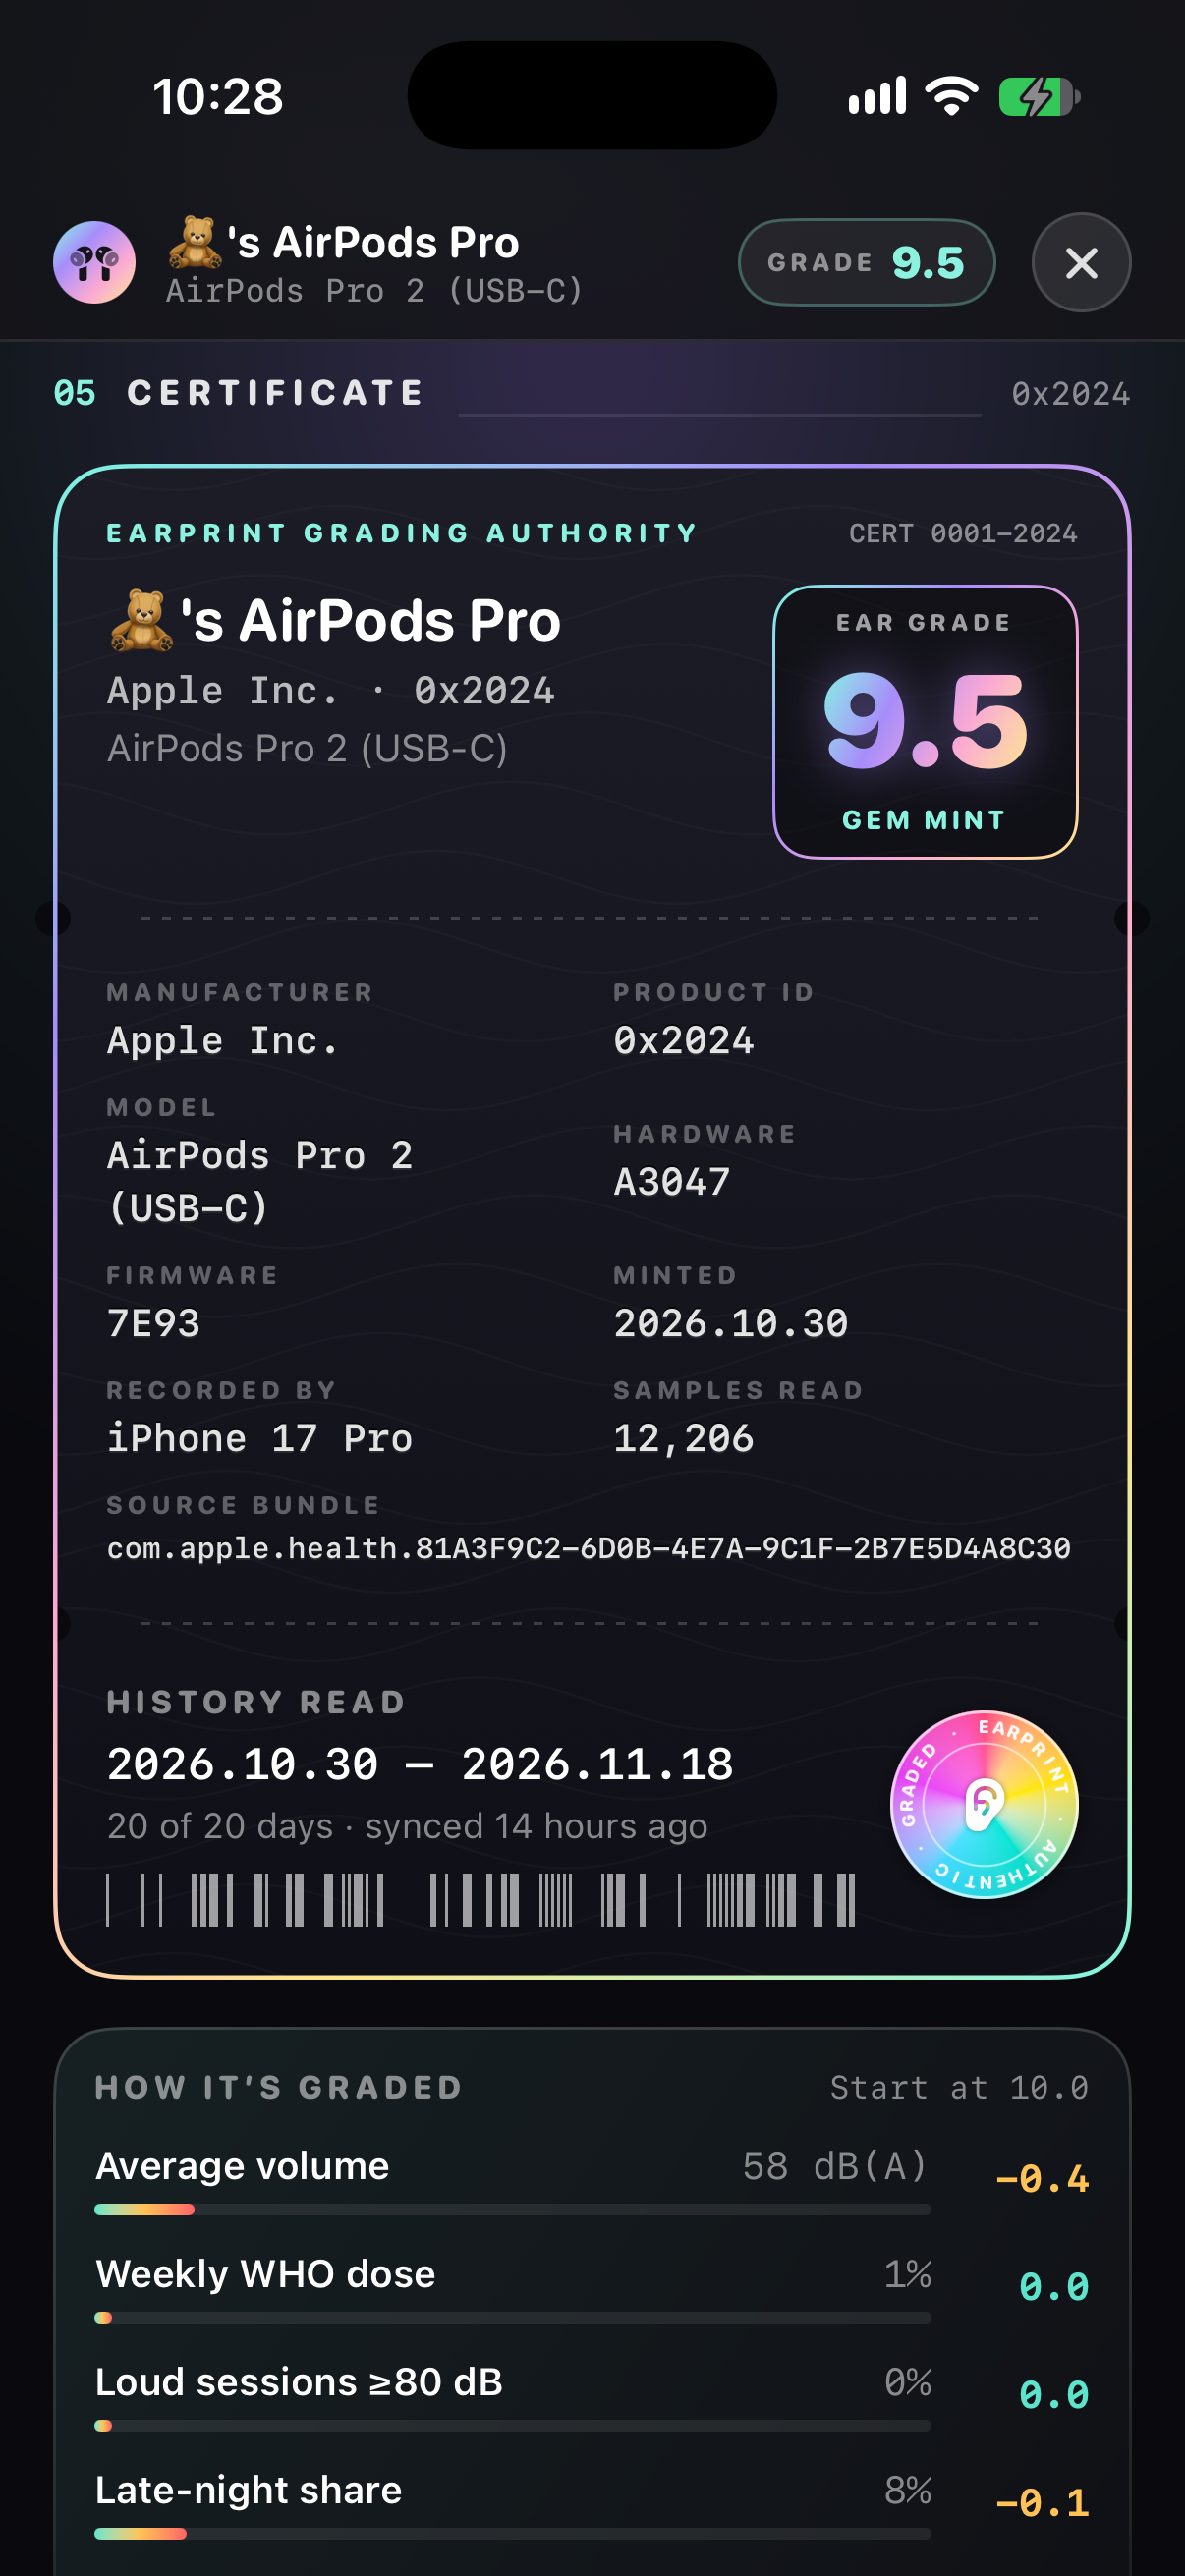 10:28
🧸's AirPods Pro
AirPods Pro 2 (USB-C)
GRADE 9.5
05 CERTIFICATE 0x2024
EARPRINT GRADING AUTHORITY CERT 0001-2024
🧸's AirPods Pro
Apple Inc. · 0x2024
AirPods Pro 2 (USB-C)
EAR GRADE
9.5
GEM MINT
MANUFACTURER
Apple Inc.
PRODUCT ID
0x2024
MODEL
AirPods Pro 2
(USB-C)
HARDWARE
A3047
FIRMWARE
7E93
MINTED
2026.10.30
RECORDED BY
iPhone 17 Pro
SAMPLES READ
12,206
SOURCE BUNDLE
com.apple.health.81A3F9C2-6D0B-4E7A-9C1F-2B7E5D4A8C30
HISTORY READ
2026.10.30 — 2026.11.18
20 of 20 days · synced 14 hours ago
EARPRINT · AUTHENTIC · GRADED ·
HOW IT'S GRADED Start at 10.0
Average volume 58 dB(A) −0.4
Weekly WHO dose 1% 0.0
Loud sessions ≥80 dB 0% 0.0
Late-night share 8% −0.1